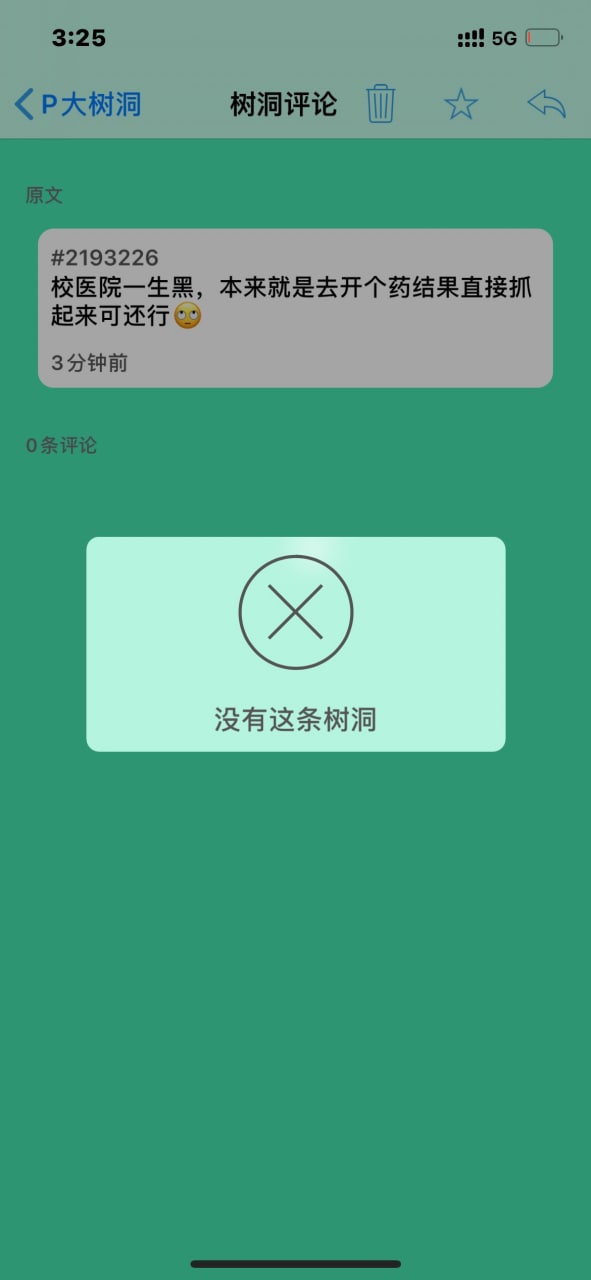 3:25 5G
P大树洞 树洞评论
原文
#2193226
校医院一生黑，本来就是去开个药结果直接抓
起来可还行🙄
3分钟前
0条评论
没有这条树洞